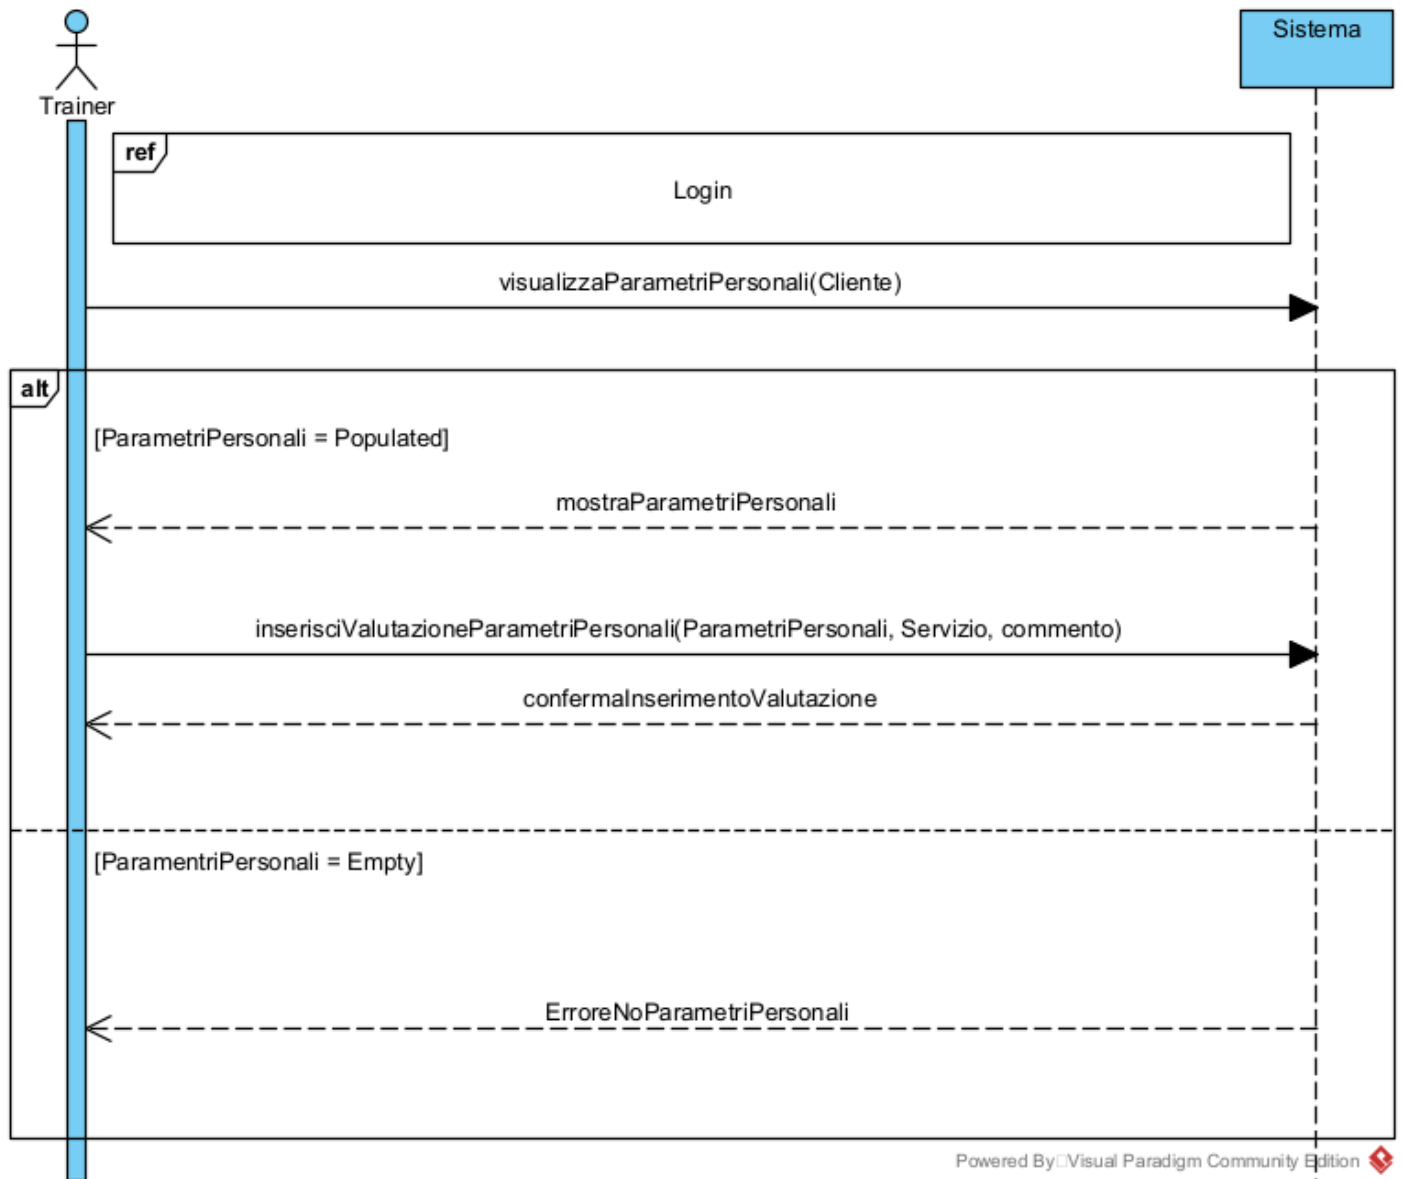 Sistema
Trainer
ref
Login
visualizzaParametriPersonali(Cliente)
alt
[ParametriPersonali = Populated]
mostraParametriPersonali
inserisciValutazioneParametriPersonali(ParametriPersonali, Servizio, commento)
confermaInserimentoValutazione
[ParamentriPersonali = Empty]
ErroreNoParametriPersonali
Powered By Visual Paradigm Community Edition